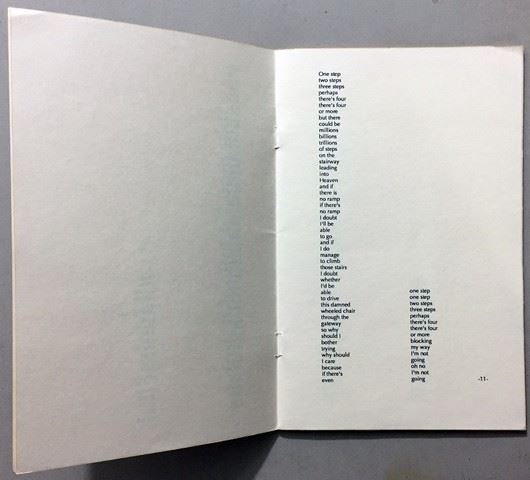 One step
two steps
three steps
perhaps
there's four
there's four
or more
but there
could be
millions
billions
trillions
of steps
on the
stairway
leading
into
Heaven
and if
there is
no ramp
if there's
no ramp
I doubt
I'll be
able
to go
and if
I do
manage
to climb
those stairs
I doubt
whether
I'd be
able
to drive
this damned
wheeled chair
through the
gateway
so why
should I
bother
trying
why should
I care
because
if there's
even
one step
one step
two steps
three steps
perhaps
there's four
there's four
or more
blocking
my way
I'm not
going
oh no
I'm not
going
-11-